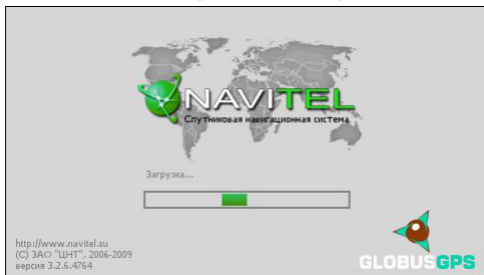 NAVITEL
Спутниковая навигационная система
Загрузка...
http://www.navitel.su
(C) ЗАО "ЦНТ", 2006-2009
версия 3.2.6.4764
GLOBUSGPS